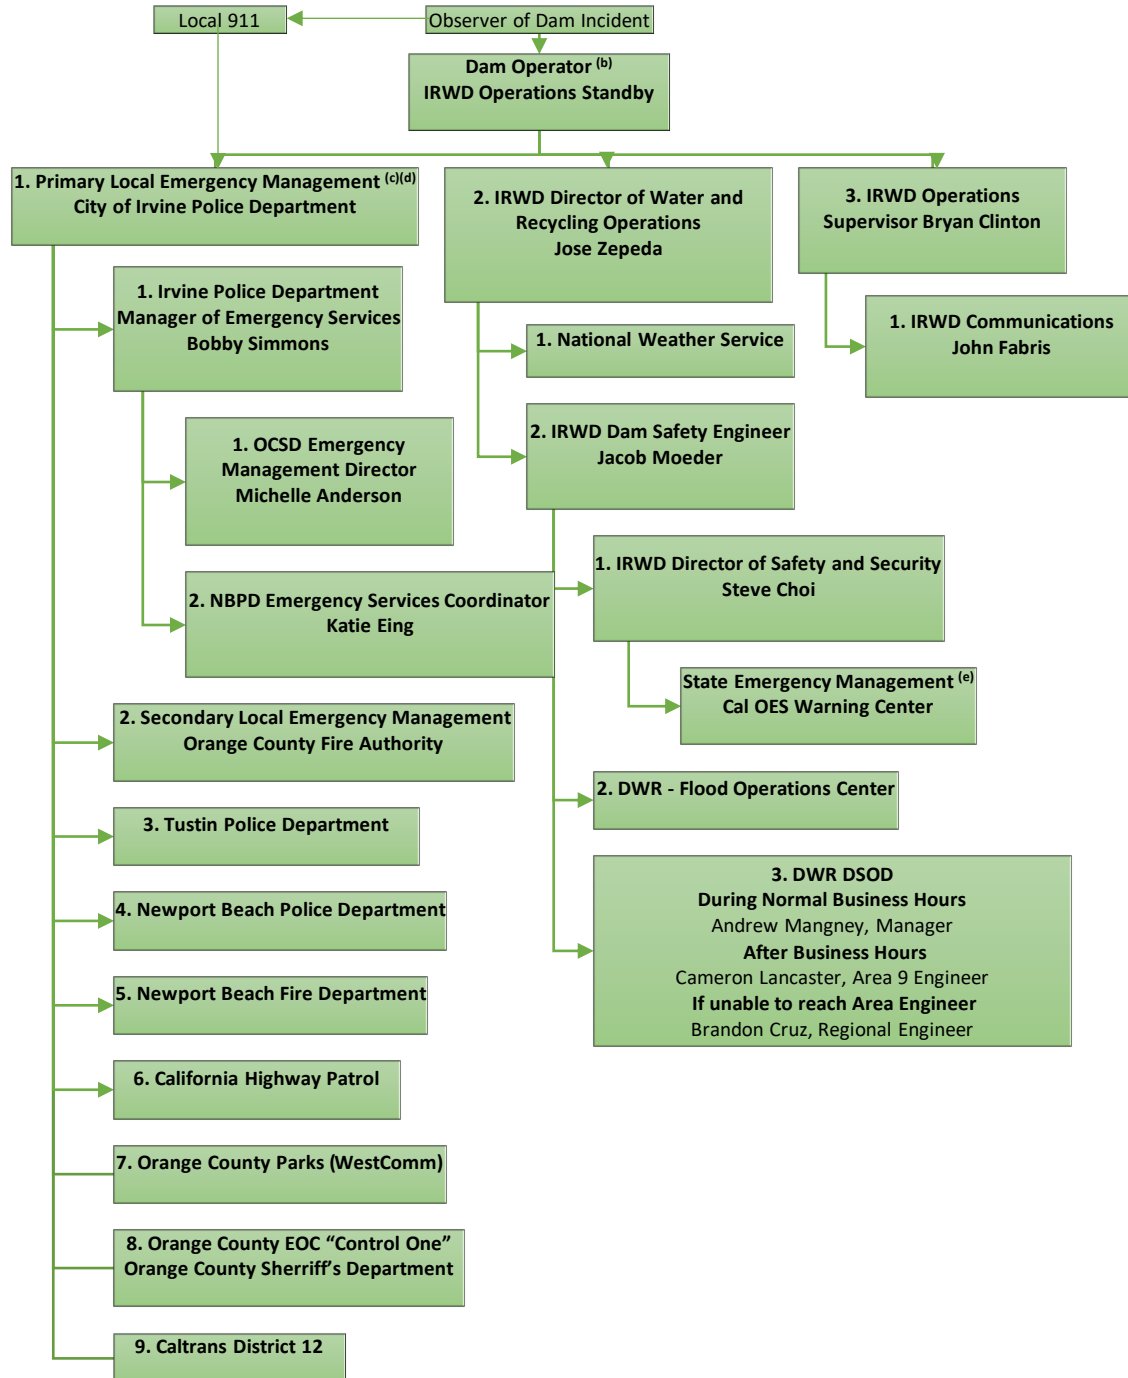 Local 911
Observer of Dam Incident
Dam Operator (b)
IRWD Operations Standby
1. Primary Local Emergency Management (c)(d)
City of Irvine Police Department
2. IRWD Director of Water and
Recycling Operations
Jose Zepeda
3. IRWD Operations
Supervisor Bryan Clinton
1. Irvine Police Department
Manager of Emergency Services
Bobby Simmons
1. IRWD Communications
John Fabris
1. National Weather Service
2. IRWD Dam Safety Engineer
Jacob Moeder
1. OCSD Emergency
Management Director
Michelle Anderson
1. IRWD Director of Safety and Security
Steve Choi
2. NBPD Emergency Services Coordinator
Katie Eing
State Emergency Management (e)
Cal OES Warning Center
2. Secondary Local Emergency Management
Orange County Fire Authority
2. DWR - Flood Operations Center
3. Tustin Police Department
3. DWR DSOD
During Normal Business Hours
Andrew Mangney, Manager
After Business Hours
Cameron Lancaster, Area 9 Engineer
If unable to reach Area Engineer
Brandon Cruz, Regional Engineer
4. Newport Beach Police Department
5. Newport Beach Fire Department
6. California Highway Patrol
7. Orange County Parks (WestComm)
8. Orange County EOC “Control One”
Orange County Sherriff’s Department
9. Caltrans District 12